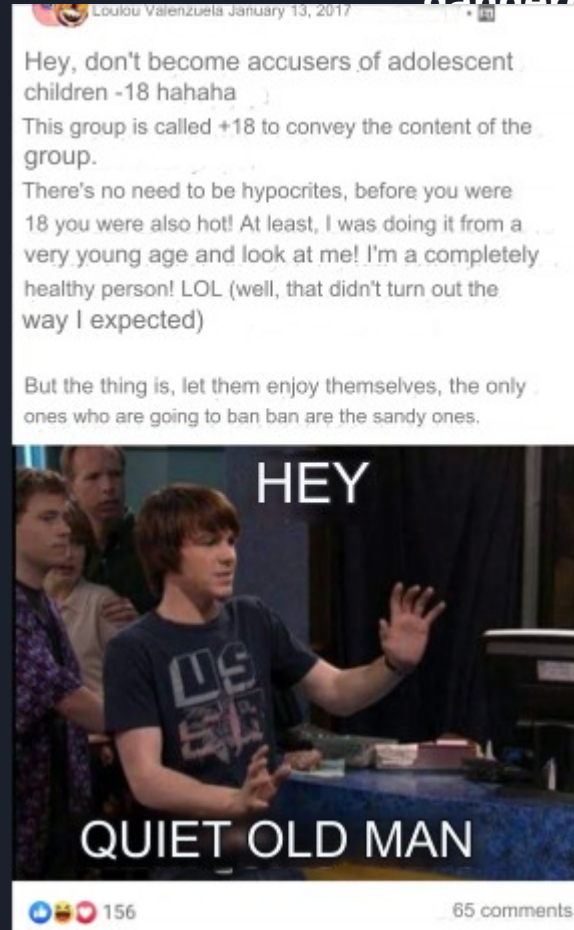 Loulou Valenzuela January 13, 2017
Hey, don't become accusers of adolescent
children -18 hahaha
This group is called +18 to convey the content of the
group.
There's no need to be hypocrites, before you were
18 you were also hot! At least, I was doing it from a
very young age and look at me! I'm a completely
healthy person! LOL (well, that didn't turn out the
way I expected)
But the thing is, let them enjoy themselves, the only
ones who are going to ban ban are the sandy ones.
HEY
US
QUIET OLD MAN
156
65 comments